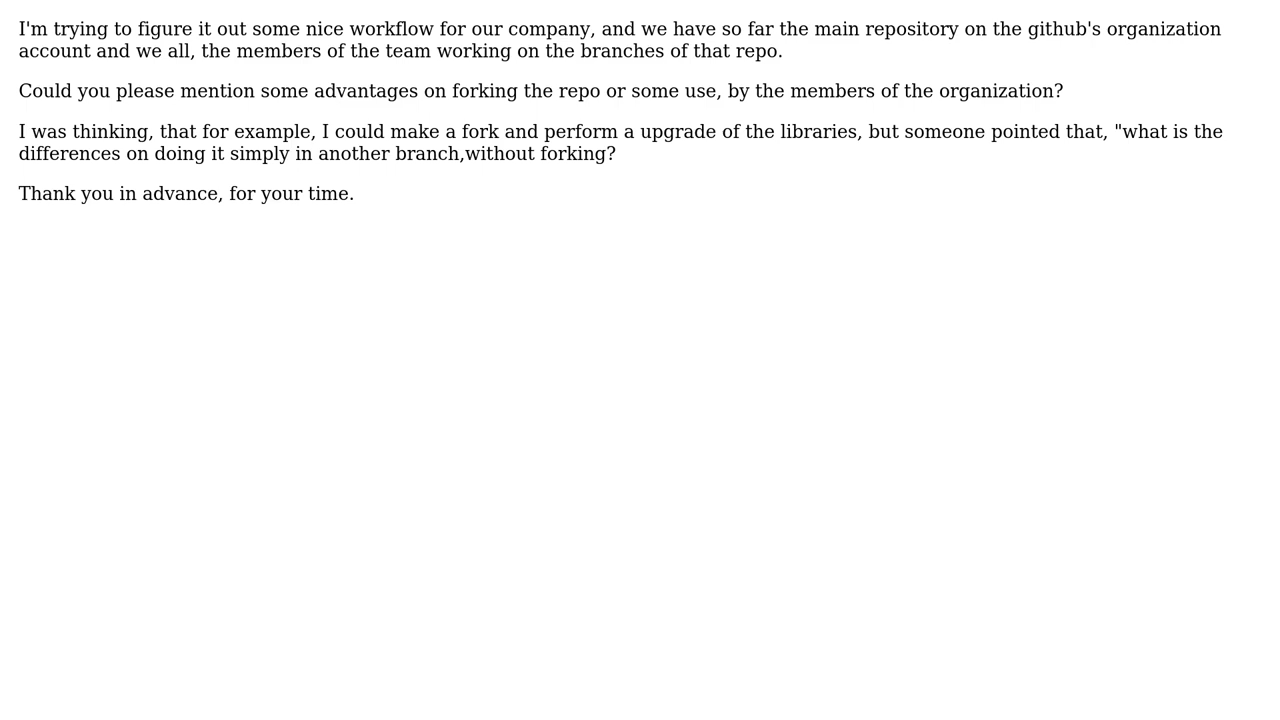 I'm trying to figure it out some nice workflow for our company, and we have so far the main repository on the github's organization
account and we all, the members of the team working on the branches of that repo.
Could you please mention some advantages on forking the repo or some use, by the members of the organization?
I was thinking, that for example, I could make a fork and perform a upgrade of the libraries, but someone pointed that, "what is the
differences on doing it simply in another branch,without forking?
Thank you in advance, for your time.